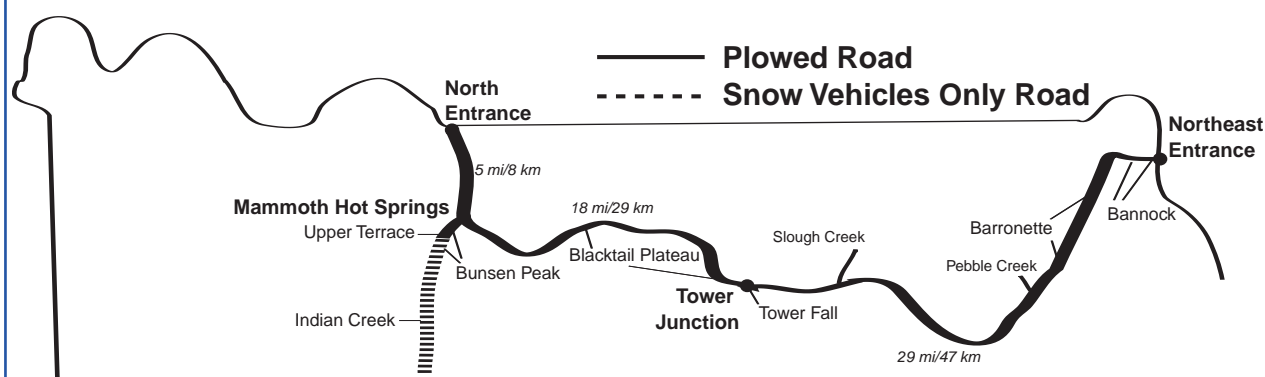 Plowed Road
Snow Vehicles Only Road
North
Entrance
Northeast
Entrance
5 mi/8 km
Mammoth Hot Springs
18 mi/29 km
Upper Terrace
Bannock
Barronette
Slough Creek
Blacktail Plateau
Bunsen Peak
Pebble Creek
Tower
Junction
Tower Fall
Indian Creek
29 mi/47 km